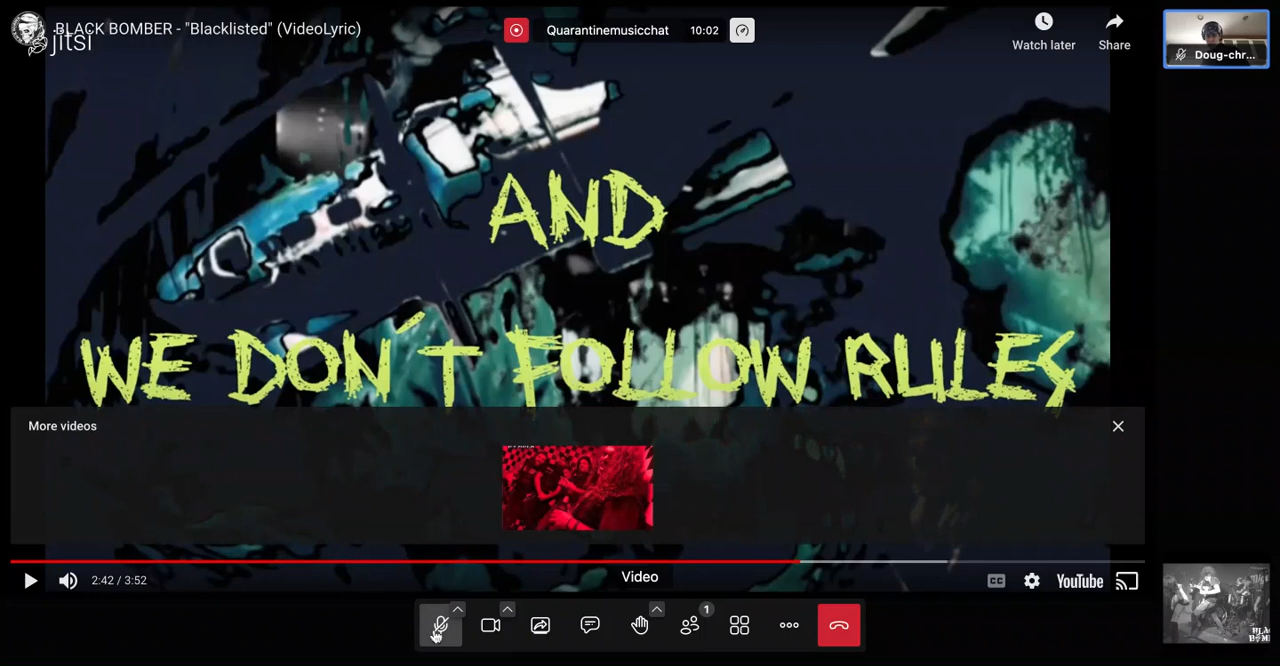 BLACK BOMBER - "Blacklisted" (VideoLyric)
jitsi
Quarantinemusicchat 10:02
Watch later
Share
Doug-chr...
AND
WE DON´T FOLLOW RULES
More videos
2:42 / 3:52
Video
CC
YouTube
1